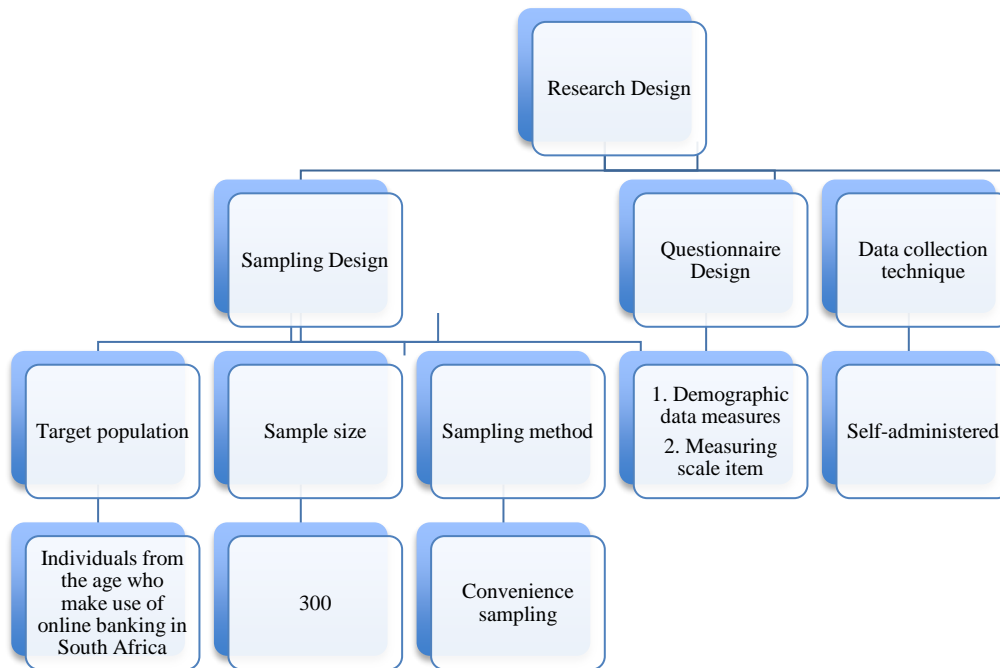 Research Design
Sampling Design
Questionnaire
Design
Data collection
technique
Target population
Sample size
Sampling method
1. Demographic
data measures
2. Measuring
scale item
Self-administered
Individuals from
the age who
make use of
online banking in
South Africa
300
Convenience
sampling